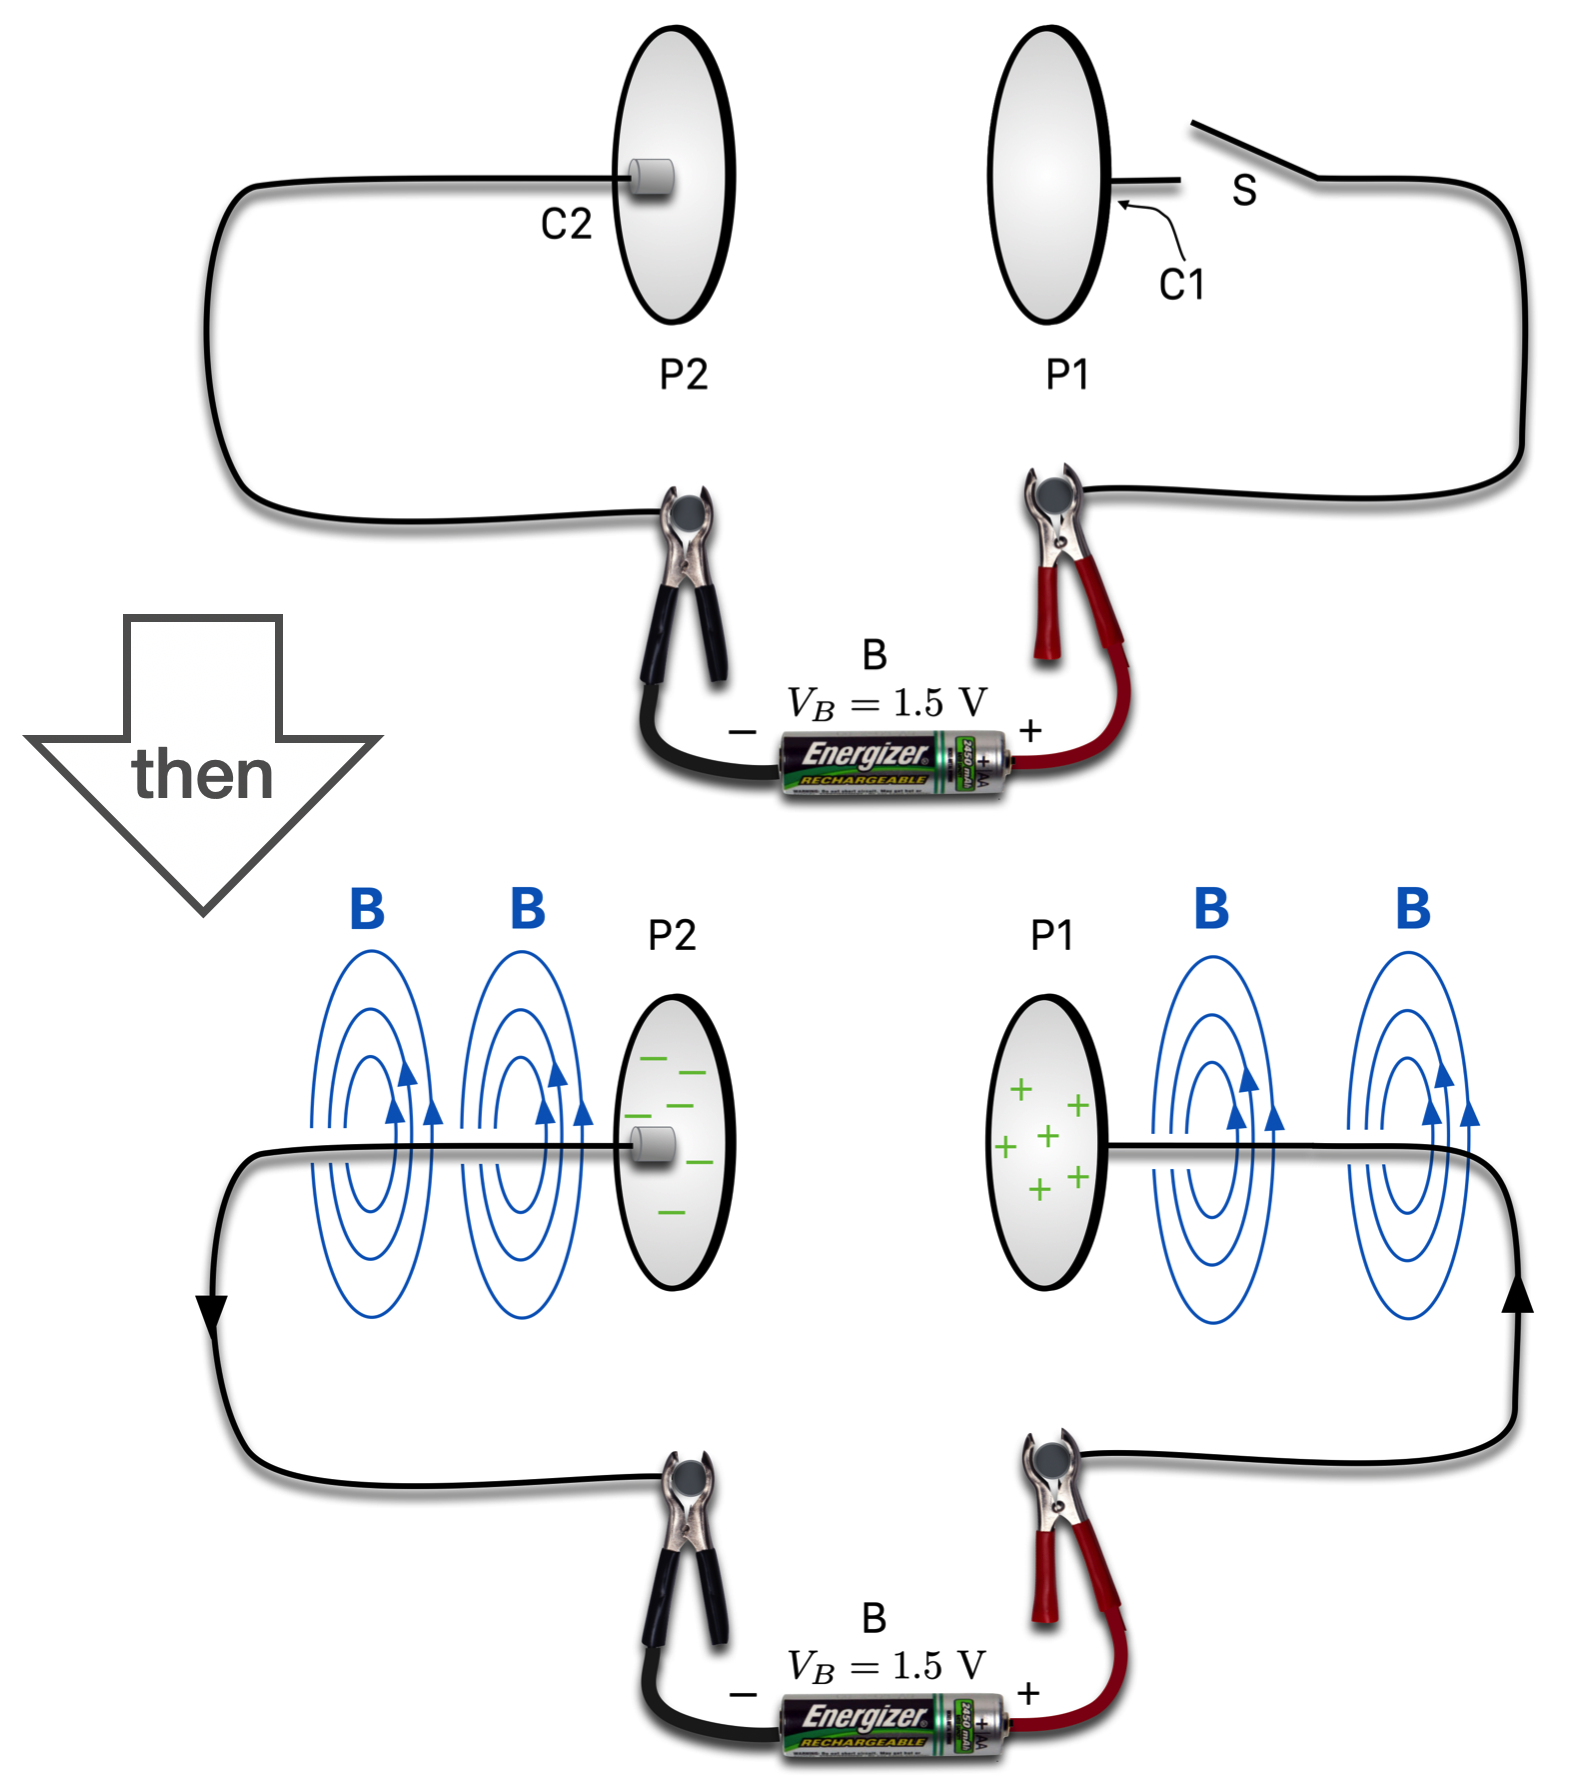 C2
S
C1
P2
P1
B
V_B = 1.5 V
− +
Energizer
RECHARGEABLE
2450 mAh
AA
then
B B B B
P2 P1
B
V_B = 1.5 V
− +
Energizer
RECHARGEABLE
2450 mAh
AA